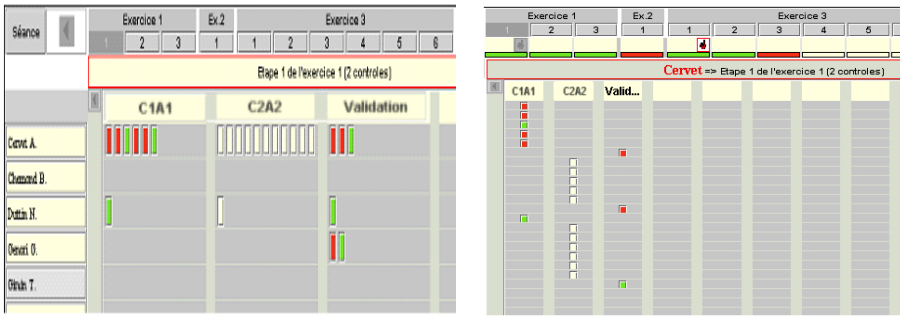 Exercice 1 Ex.2 Exercice 3
Séance
1 2 3 1 1 2 3 4 5 6
Etape 1 de l'exercice 1 (2 controles)
C1A1 C2A2 Validation
Cervet A.
Chemond B.
Duttin N.
Genori G.
Girvin T.
Exercice 1 Ex.2 Exercice 3
1 2 3 1 1 2 3 4 5
Cervet => Etape 1 de l'exercice 1 (2 controles)
C1A1 C2A2 Valid...